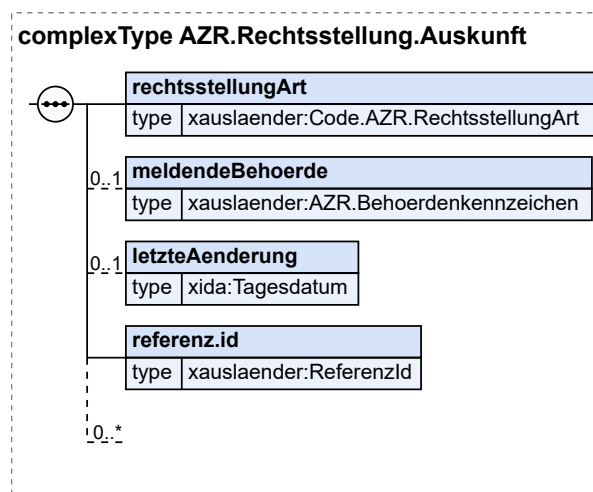 complexType AZR.Rechtsstellung.Auskunft
rechtsstellungArt
type xauslaender:Code.AZR.RechtsstellungArt
0..1 meldendeBehoerde
type xauslaender:AZR.Behoerdenkennzeichen
0..1 letzteAenderung
type xida:Tagesdatum
referenz.id
type xauslaender:ReferenzId
0..*